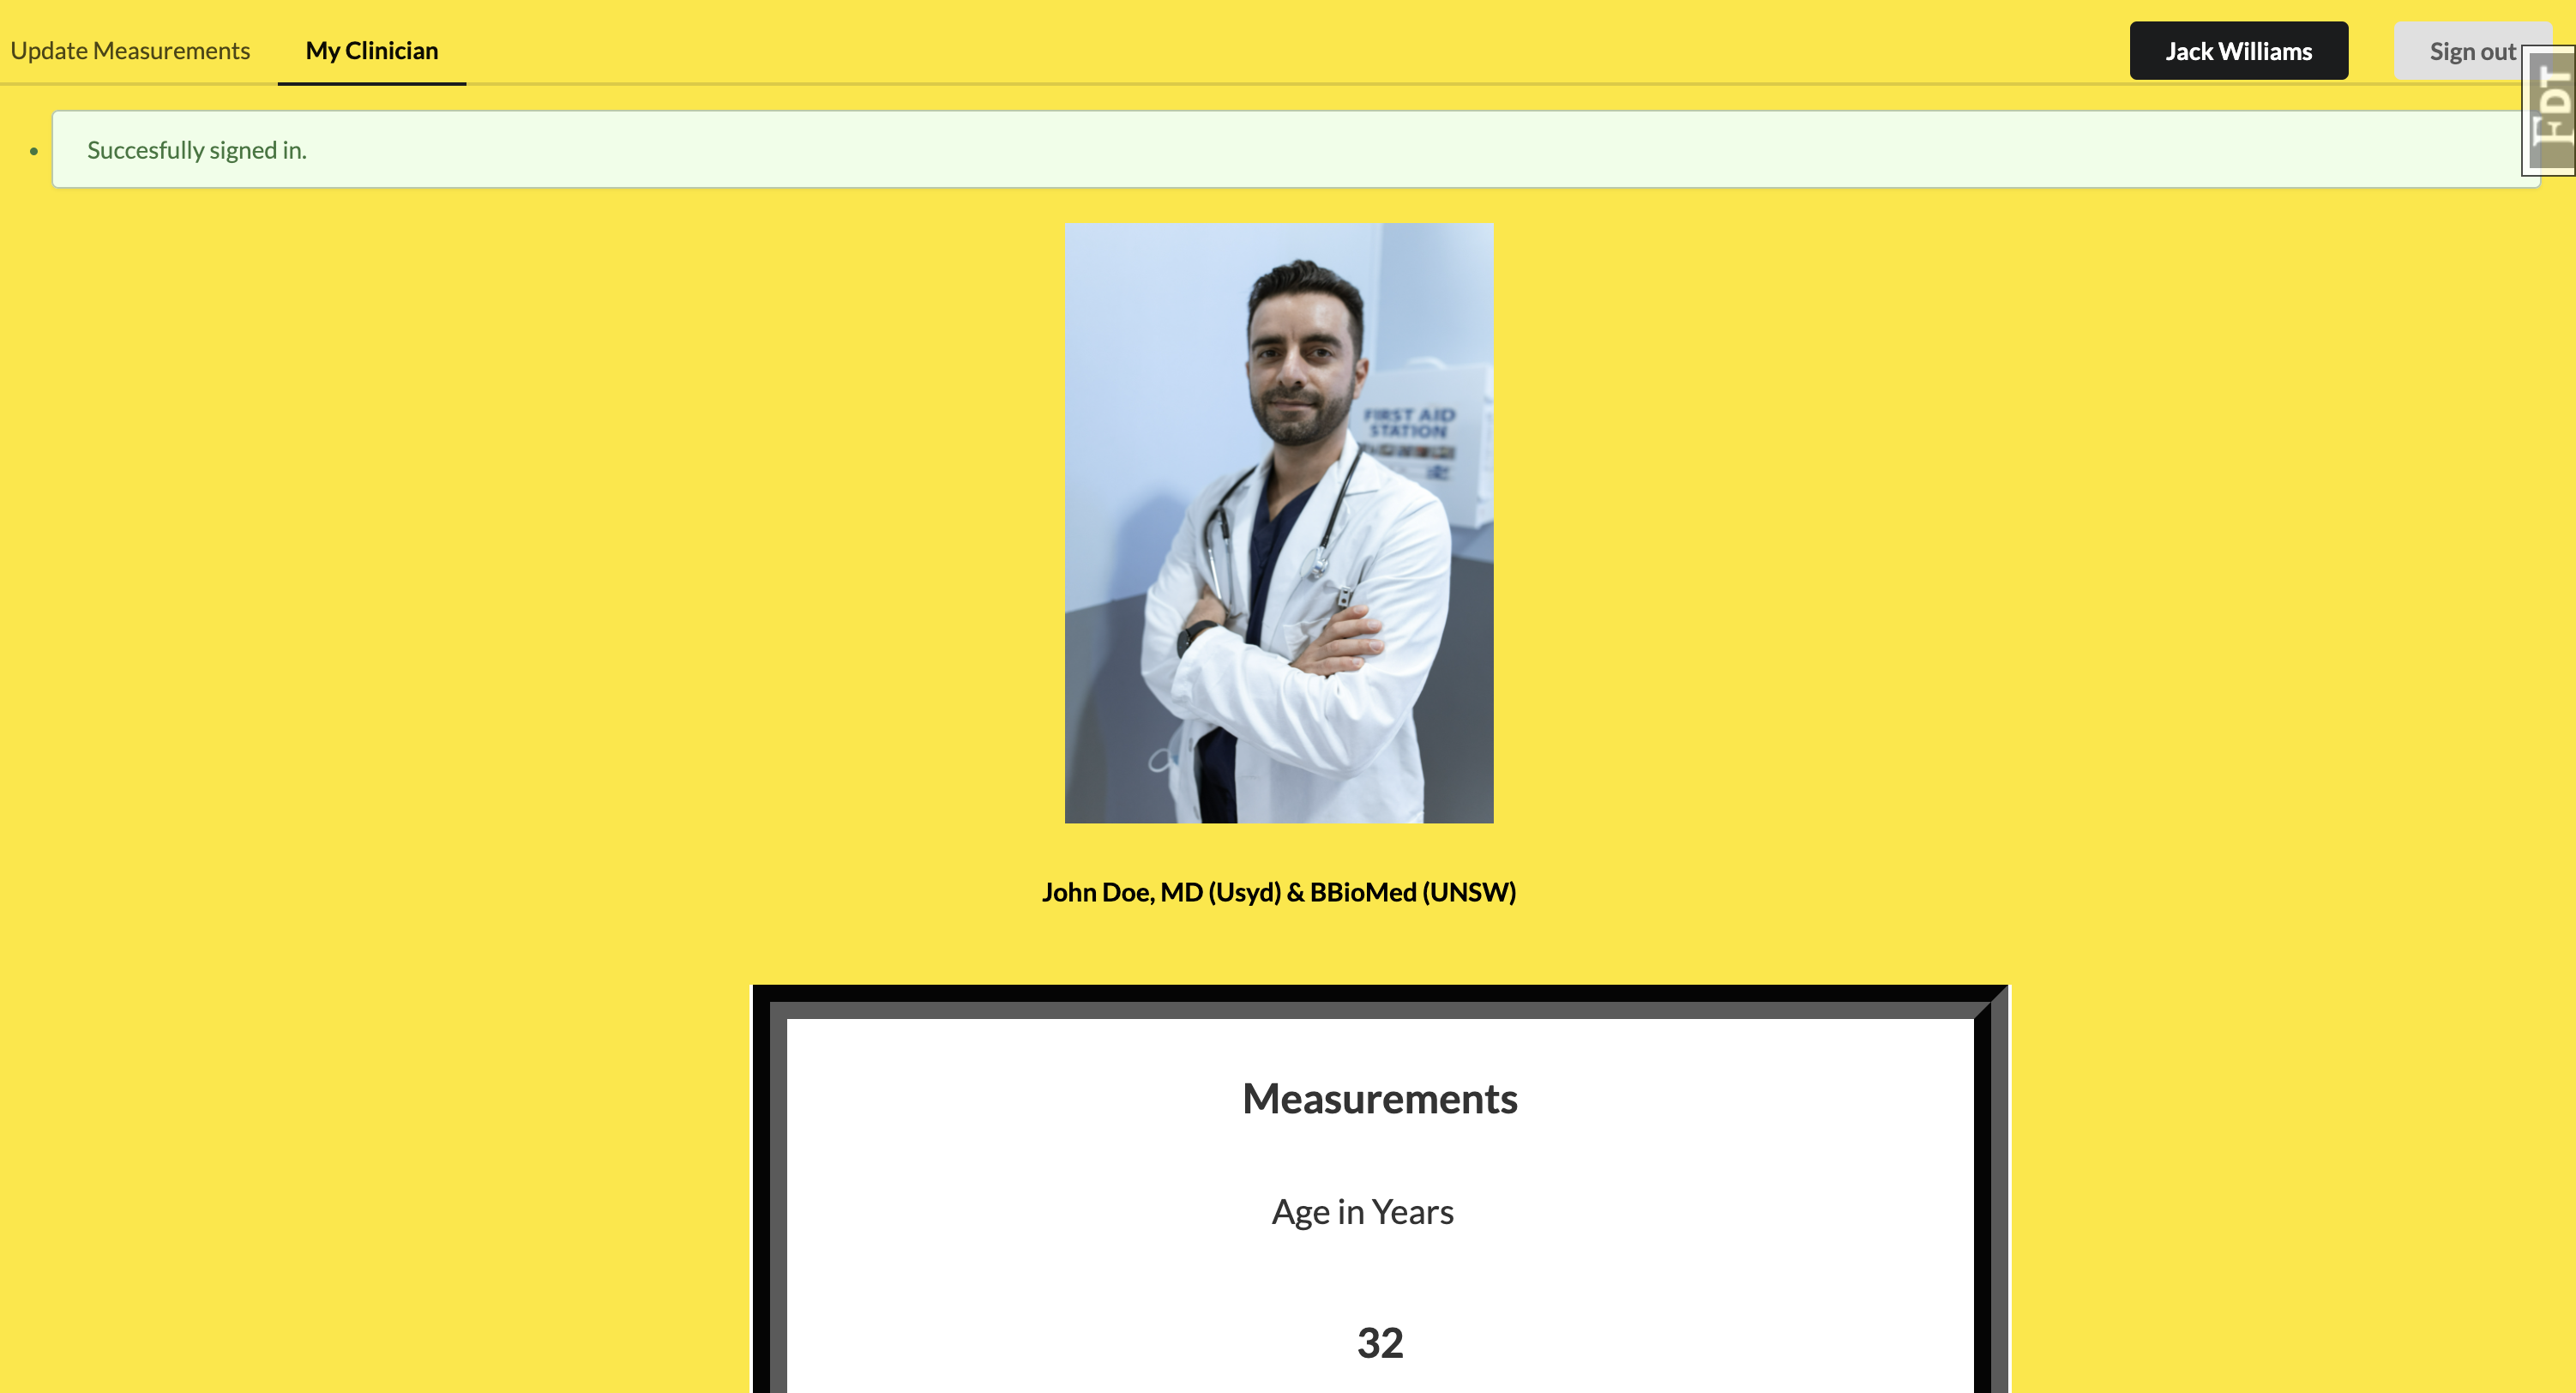 Update Measurements
My Clinician
Jack Williams
Sign out
DT
Succesfully signed in.
FIRST AID
STATION
John Doe, MD (Usyd) & BBioMed (UNSW)
Measurements
Age in Years
32